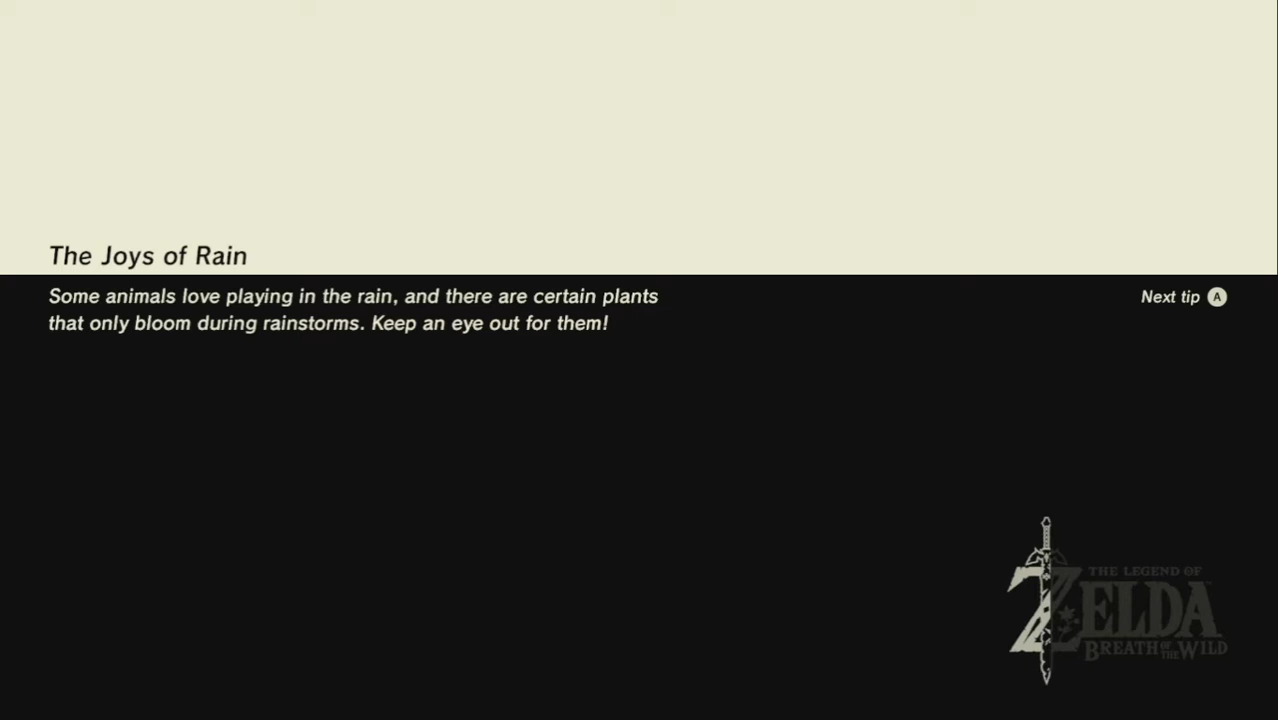 The Joys of Rain
Some animals love playing in the rain, and there are certain plants
that only bloom during rainstorms. Keep an eye out for them!
Next tip A
THE LEGEND OF
ZELDA
BREATH OF THE WILD